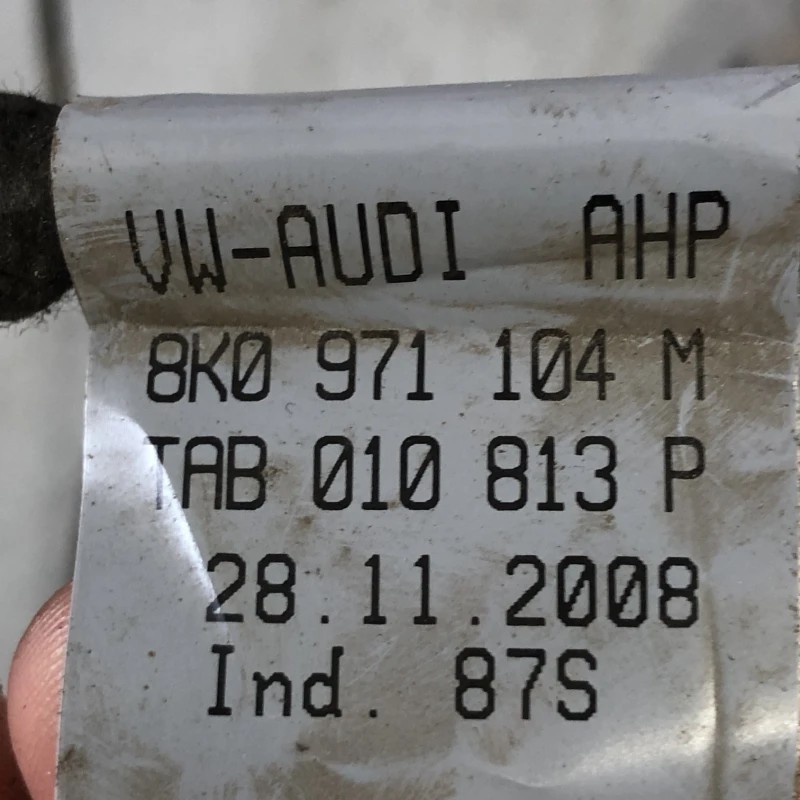 VW-AUDI AHP
8K0 971 104 M
TAB 010 813 P
28.11.2008
Ind. 87S